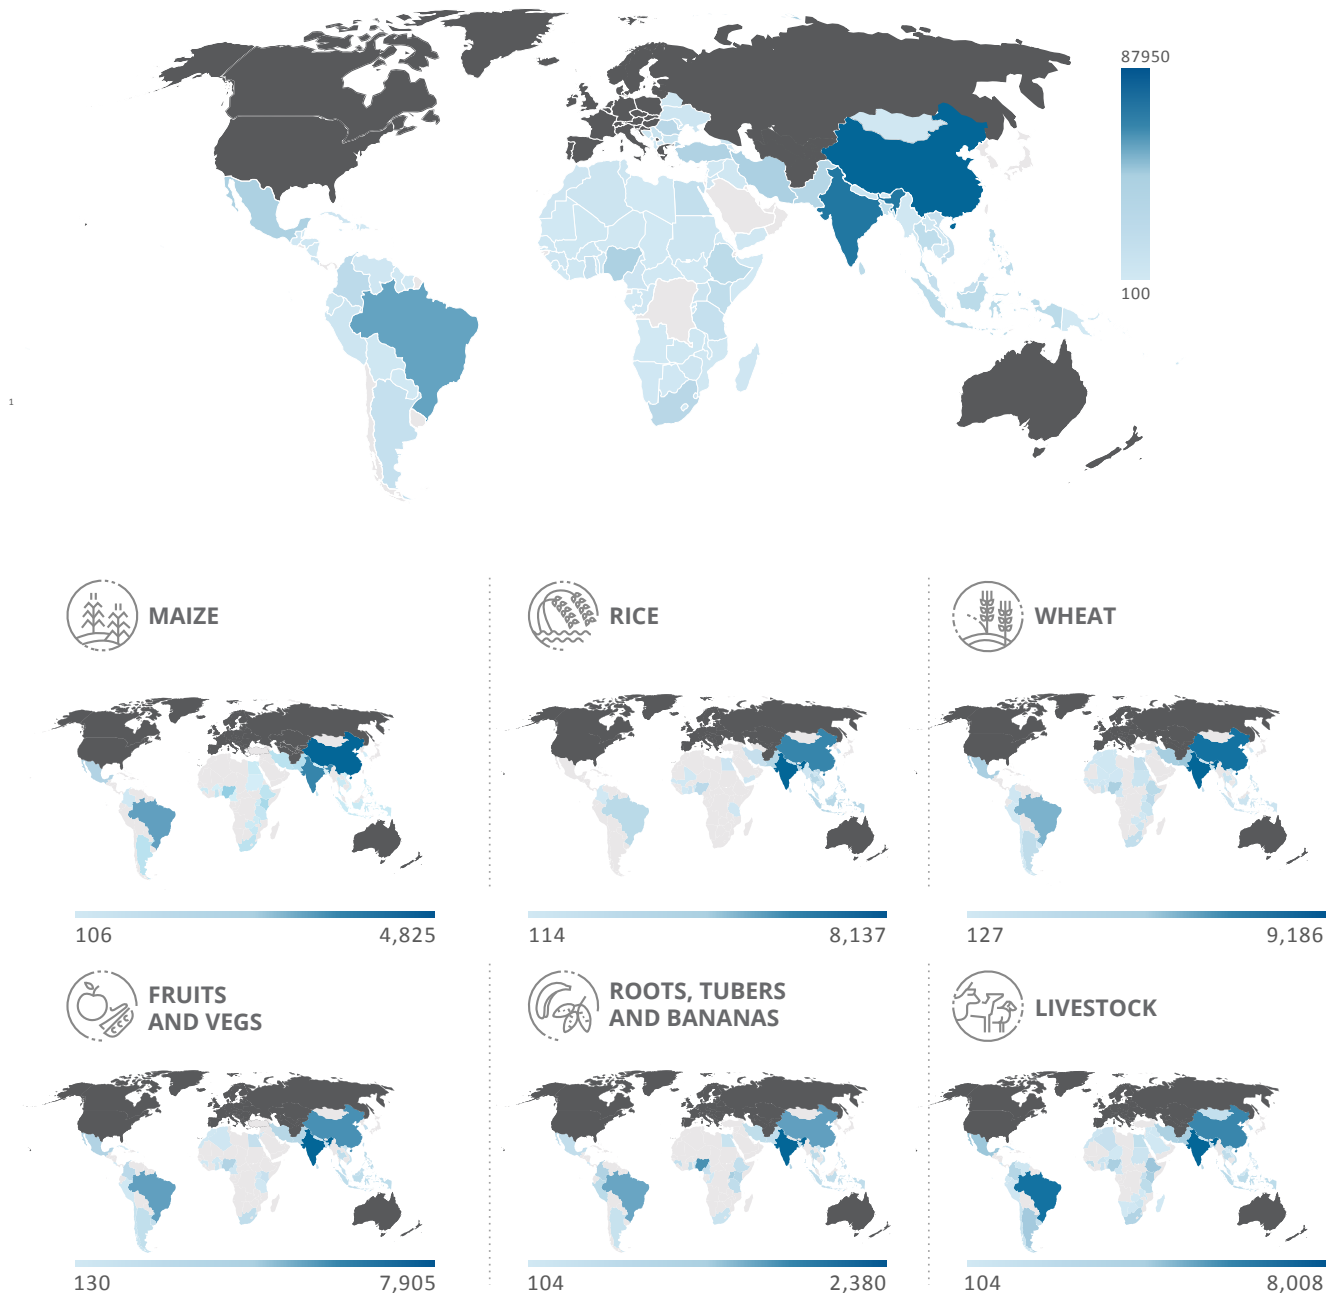 87950
100
1
MAIZE
RICE
WHEAT
106
4,825
114
8,137
127
9,186
FRUITS
AND VEGS
ROOTS, TUBERS
AND BANANAS
LIVESTOCK
130
7,905
104
2,380
104
8,008